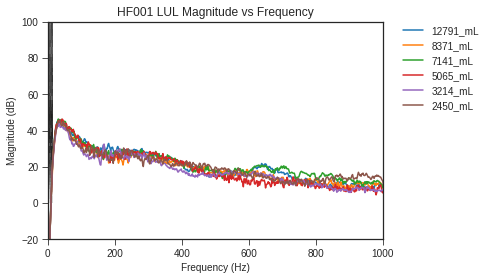 HF001 LUL Magnitude vs Frequency
Magnitude (dB)
100
80
60
40
20
0
−20
0
200
400
600
800
1000
Frequency (Hz)
12791_mL
8371_mL
7141_mL
5065_mL
3214_mL
2450_mL